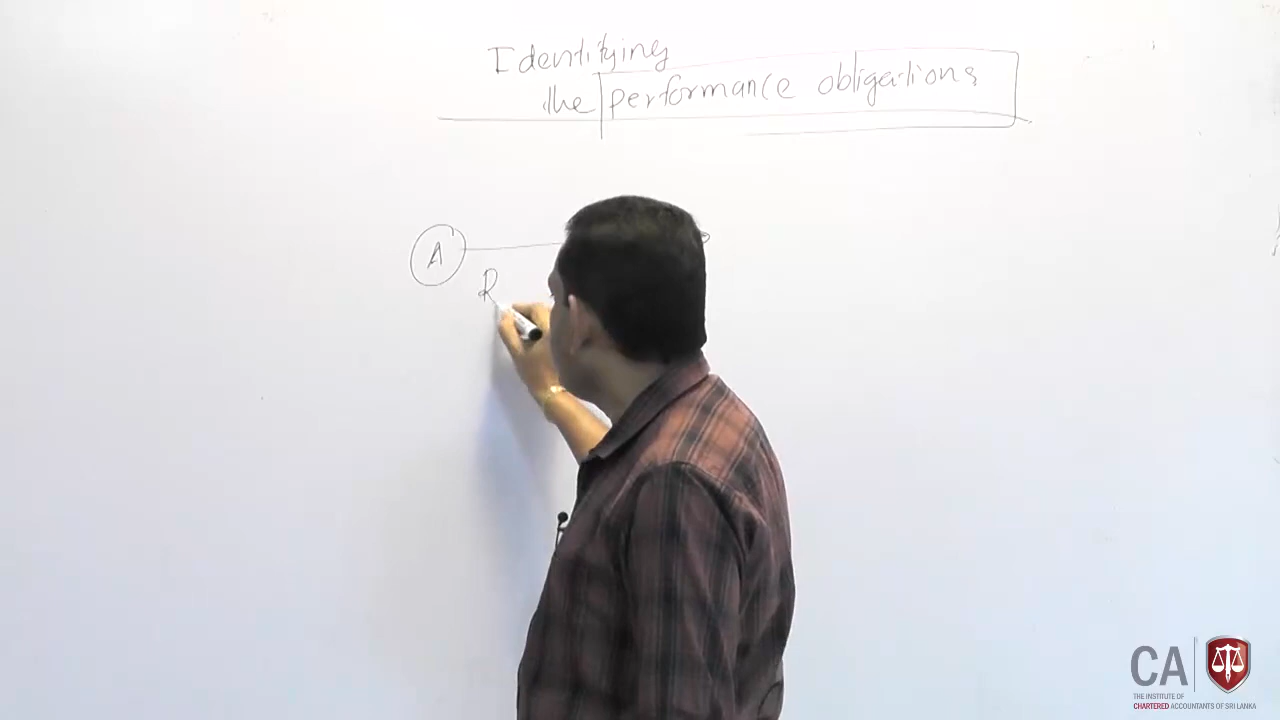 Identifying
the performance obligations
A
R
CA
THE INSTITUTE OF
CHARTERED ACCOUNTANTS OF SRI LANKA